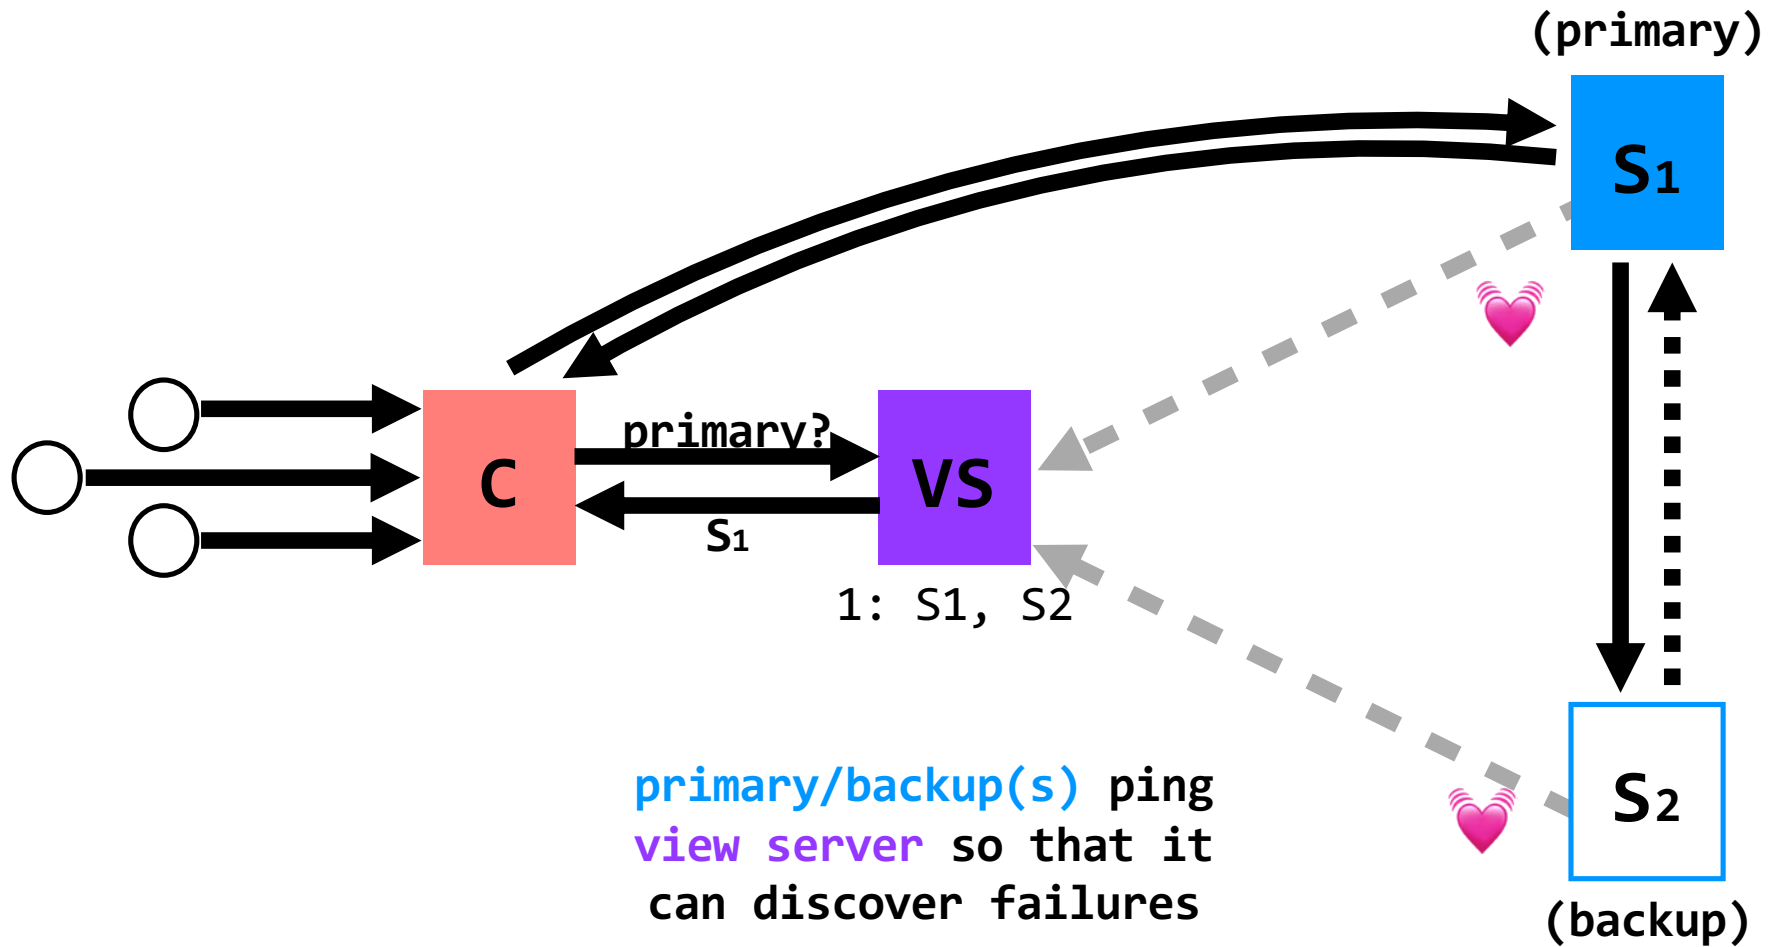 (primary)
S1
primary?
C
VS
S1
1: S1, S2
primary/backup(s) ping
view server so that it
can discover failures
S2
(backup)